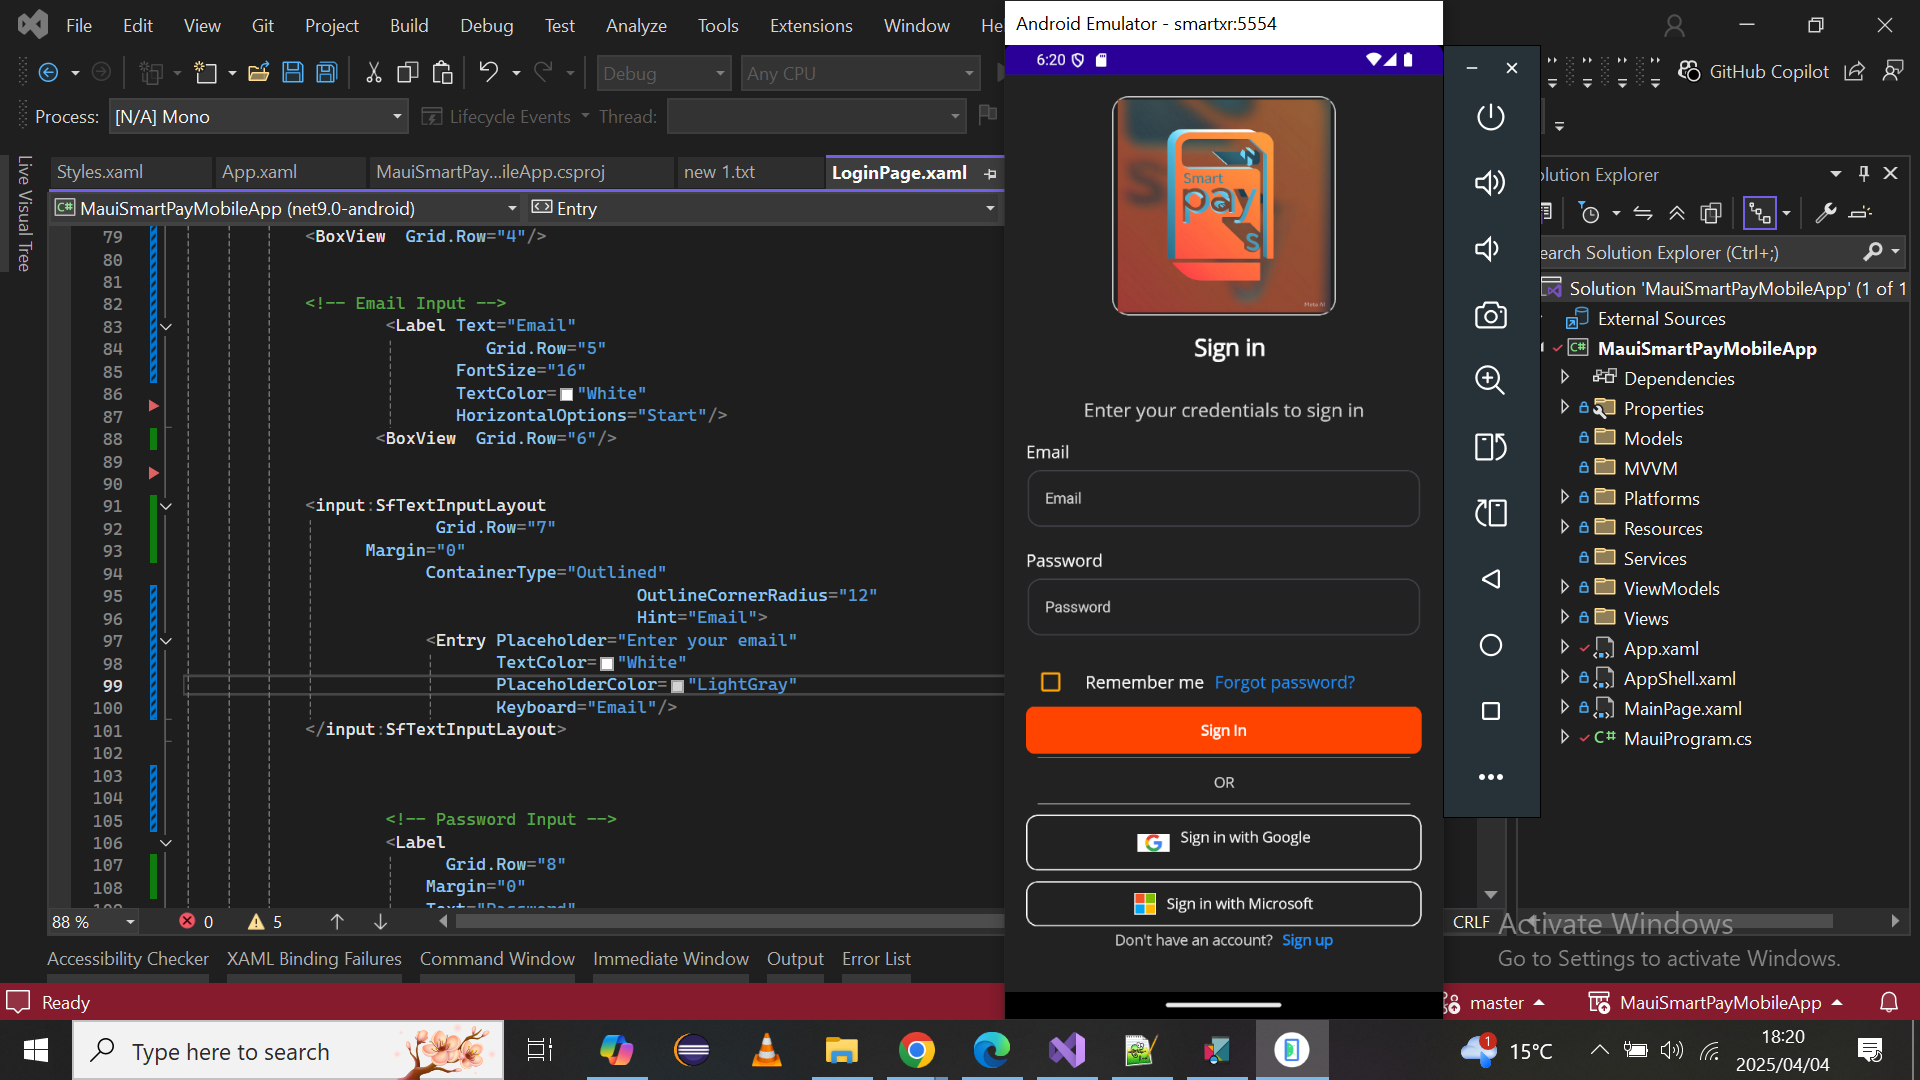 File Edit View Git Project Build Debug Test Analyze Tools Extensions Window He
Android Emulator - smartxr:5554
Debug Any CPU
GitHub Copilot
Process: [N/A] Mono Lifecycle Events Thread:
Live Visual Tree
Styles.xaml App.xaml MauiSmartPay...ileApp.csproj new 1.txt LoginPage.xaml
MauiSmartPayMobileApp (net9.0-android) Entry
79 <BoxView Grid.Row="4"/>
80
81
82 <!-- Email Input -->
83 <Label Text="Email"
84 Grid.Row="5"
85 FontSize="16"
86 TextColor="White"
87 HorizontalOptions="Start"/>
88 <BoxView Grid.Row="6"/>
89
90
91 <input:SfTextInputLayout
92 Grid.Row="7"
93 Margin="0"
94 ContainerType="Outlined"
95 OutlineCornerRadius="12"
96 Hint="Email">
97 <Entry Placeholder="Enter your email"
98 TextColor="White"
99 PlaceholderColor="LightGray"
100 Keyboard="Email"/>
101 </input:SfTextInputLayout>
102
103
104
105 <!-- Password Input -->
106 <Label
107 Grid.Row="8"
108 Margin="0"
88 % 0 5
Accessibility Checker XAML Binding Failures Command Window Immediate Window Output Error List
Ready
6:20
Smart
pay
s
Meta AI
Sign in
Enter your credentials to sign in
Email
Email
Password
Password
Remember me Forgot password?
Sign In
OR
Sign in with Google
Sign in with Microsoft
Don't have an account? Sign up
olution Explorer
earch Solution Explorer (Ctrl+;)
Solution 'MauiSmartPayMobileApp' (1 of 1
External Sources
C# MauiSmartPayMobileApp
Dependencies
Properties
Models
MVVM
Platforms
Resources
Services
ViewModels
Views
App.xaml
AppShell.xaml
MainPage.xaml
C# MauiProgram.cs
CRLF
Activate Windows
Go to Settings to activate Windows.
master MauiSmartPayMobileApp
Type here to search
1 15°C
18:20
2025/04/04